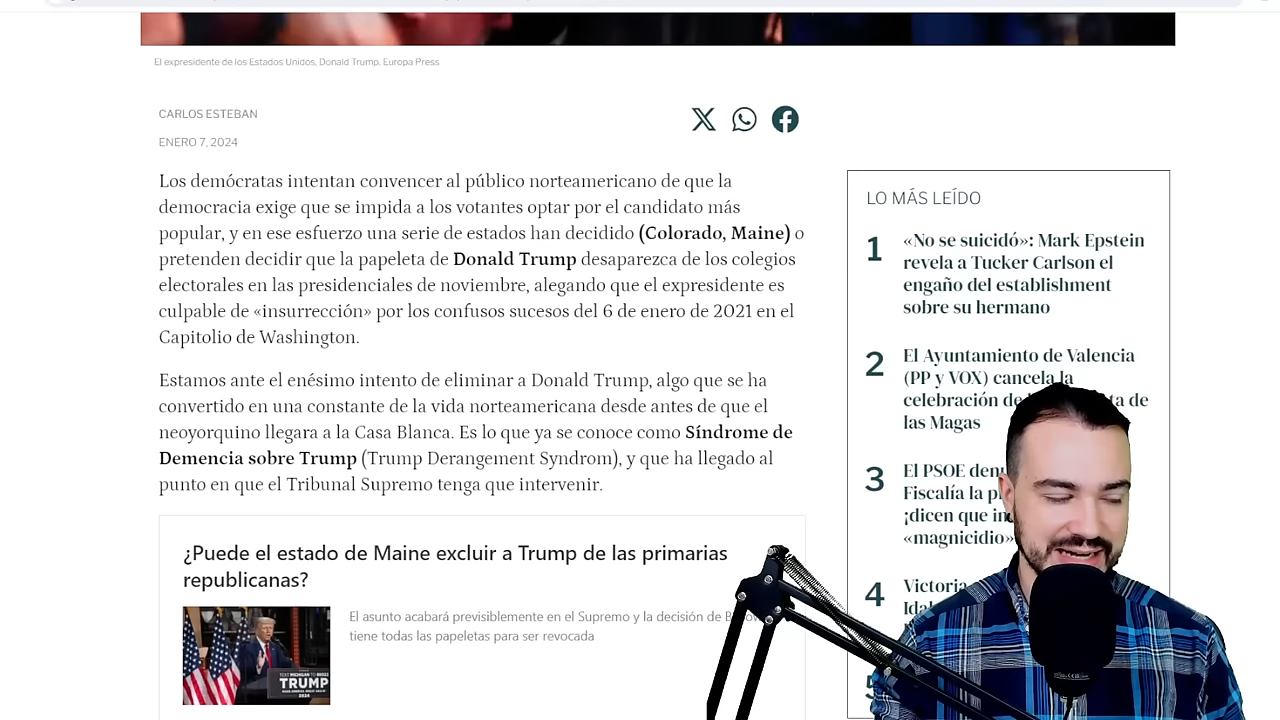 El expresidente de los Estados Unidos, Donald Trump. Europa Press
CARLOS ESTEBAN
ENERO 7, 2024
Los demócratas intentan convencer al público norteamericano de que la
democracia exige que se impida a los votantes optar por el candidato más
popular, y en ese esfuerzo una serie de estados han decidido (Colorado, Maine) o
pretenden decidir que la papeleta de Donald Trump desaparezca de los colegios
electorales en las presidenciales de noviembre, alegando que el expresidente es
culpable de «insurrección» por los confusos sucesos del 6 de enero de 2021 en el
Capitolio de Washington.
Estamos ante el enésimo intento de eliminar a Donald Trump, algo que se ha
convertido en una constante de la vida norteamericana desde antes de que el
neoyorquino llegara a la Casa Blanca. Es lo que ya se conoce como Síndrome de
Demencia sobre Trump (Trump Derangement Syndrom), y que ha llegado al
punto en que el Tribunal Supremo tenga que intervenir.
¿Puede el estado de Maine excluir a Trump de las primarias
republicanas?
El asunto acabará previsiblemente en el Supremo y la decisión de
tiene todas las papeletas para ser revocada
TRUMP
LO MÁS LEÍDO
1
«No se suicidó»: Mark Epstein
revela a Tucker Carlson el
engaño del establishment
sobre su hermano
2
El Ayuntamiento de Valencia
(PP y VOX) cancela la
celebración de
de
las Magas
3
El PSOE
Fiscalía la
¡dicen que
«magnicidio»
4
Victoria